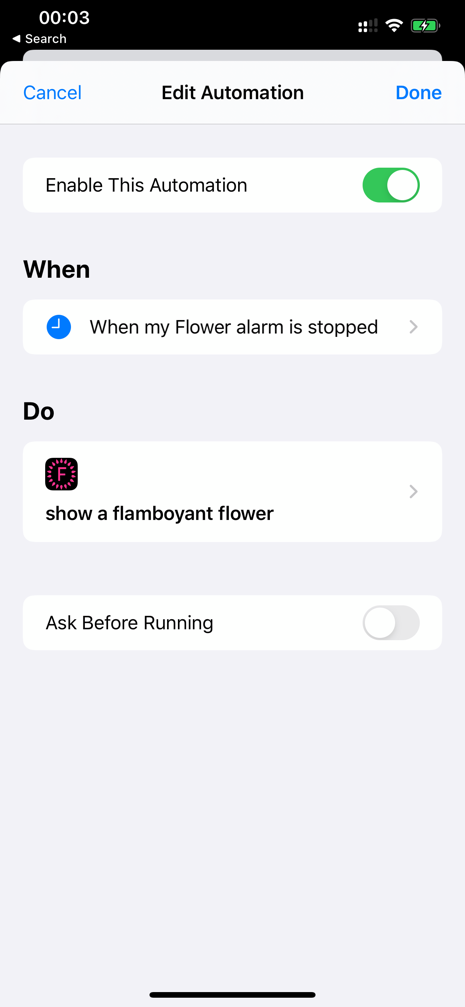 00:03
◀ Search
Cancel
Edit Automation
Done
Enable This Automation
When
When my Flower alarm is stopped
Do
F
show a flamboyant flower
Ask Before Running